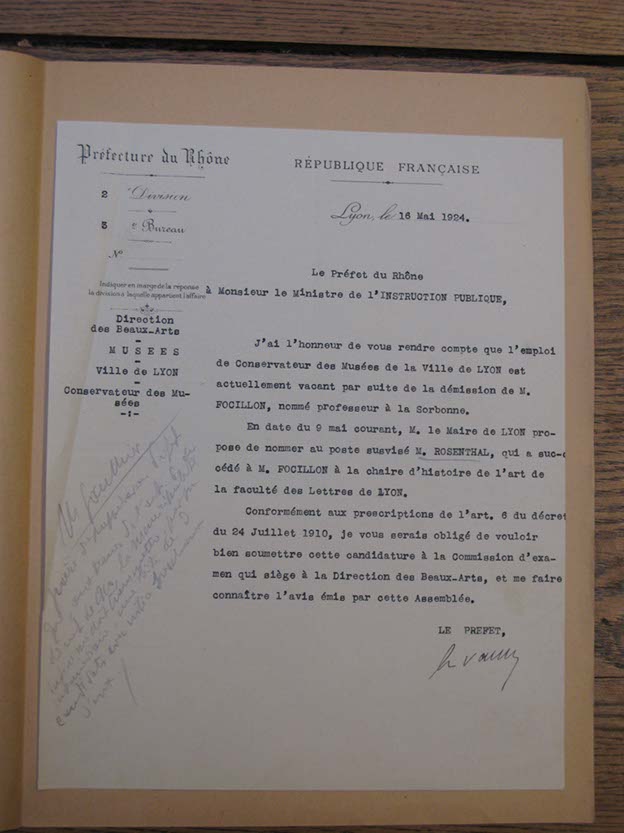 Préfecture du Rhône
2 e Division
3 e Bureau
N°
Indiquer en marge de la réponse
la division à laquelle appartient l'affaire
Direction
des Beaux-Arts
-
MUSEES
-
Ville de LYON
-
Conservateur des Mu-
sées
-:-
RÉPUBLIQUE FRANÇAISE
Lyon, le 16 Mai 1924.
Le Préfet du Rhône
à Monsieur le Ministre de l'INSTRUCTION PUBLIQUE,
J'ai l'honneur de vous rendre compte que l'emploi
de Conservateur des Musées de la Ville de LYON est
actuellement vacant par suite de la démission de M.
FOCILLON, nommé professeur à la Sorbonne.
En date du 9 mai courant, M. le Maire de LYON pro-
pose de nommer au poste susvisé M. ROSENTHAL, qui a suc-
cédé à M. FOCILLON à la chaire d'histoire de l'art de
la faculté des Lettres de LYON.
Conformément aux prescriptions de l'art. 6 du décret
du 24 Juillet 1910, je vous serais obligé de vouloir
bien soumettre cette candidature à la Commission d'exa-
men qui siège à la Direction des Beaux-Arts, et me faire
connaître l'avis émis par cette Assemblée.
LE PREFET,